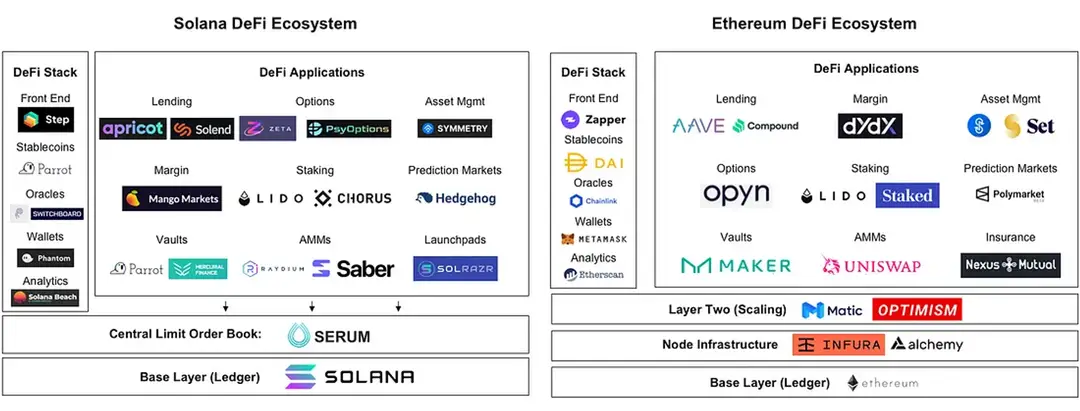 Solana DeFi Ecosystem
DeFi Stack
Front End
Step
Stablecoins
Parrot
Oracles
SWITCHBOARD
Wallets
Phantom
Analytics
Solana Beach
DeFi Applications
Lending
Options
Asset Mgmt
apricot
Solend
ZETA
PsyOptions
SYMMETRY
Margin
Staking
Prediction Markets
Mango Markets
LIDO
CHORUS
Hedgehog
Vaults
AMMs
Launchpads
Parrot
MERCURIAL FINANCE
RAYDIUM
Saber
SOLRAZR
Central Limit Order Book: SERUM
Base Layer (Ledger) SOLANA
Ethereum DeFi Ecosystem
DeFi Stack
Front End
Zapper
Stablecoins
DAI
Oracles
Chainlink
Wallets
METAMASK
Analytics
Etherscan
DeFi Applications
Lending
Margin
Asset Mgmt
AAVE
Compound
dYdX
Set
Options
Staking
Prediction Markets
opyn
LIDO
Staked
Polymarket
Vaults
AMMs
Insurance
MAKER
UNISWAP
Nexus Mutual
Layer Two (Scaling) Matic OPTIMISM
Node Infrastructure INFURA alchemy
Base Layer (Ledger) ethereum